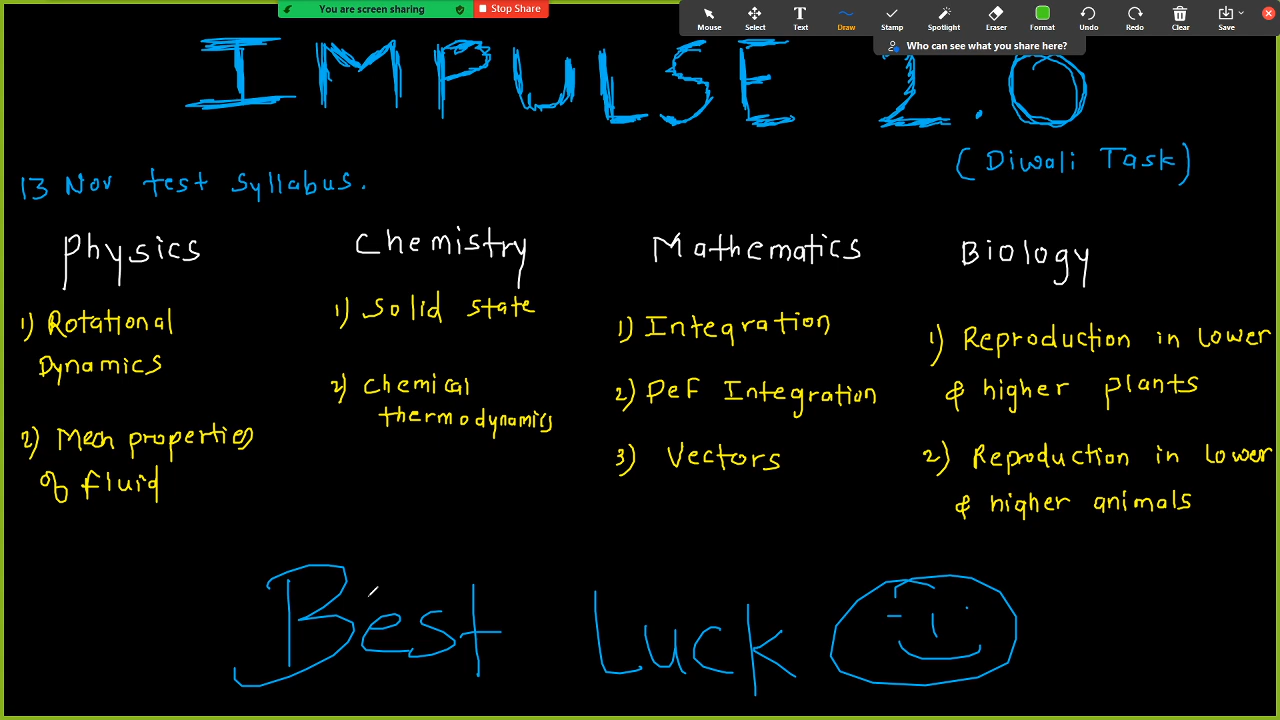 You are screen sharing Stop Share
Mouse Select Text Draw Stamp Spotlight Eraser Format Undo Redo Clear Save
Who can see what you share here?
IMPULSE 2.0
(Diwali Task)
13 Nov test syllabus.
Physics
1) Rotational
Dynamics
2) Mech properties
of fluid
Chemistry
1) Solid state
2) Chemical
thermodynamics
Mathematics
1) Integration
2) Def Integration
3) Vectors
Biology
1) Reproduction in lower
& higher plants
2) Reproduction in lower
& higher animals
Best Luck